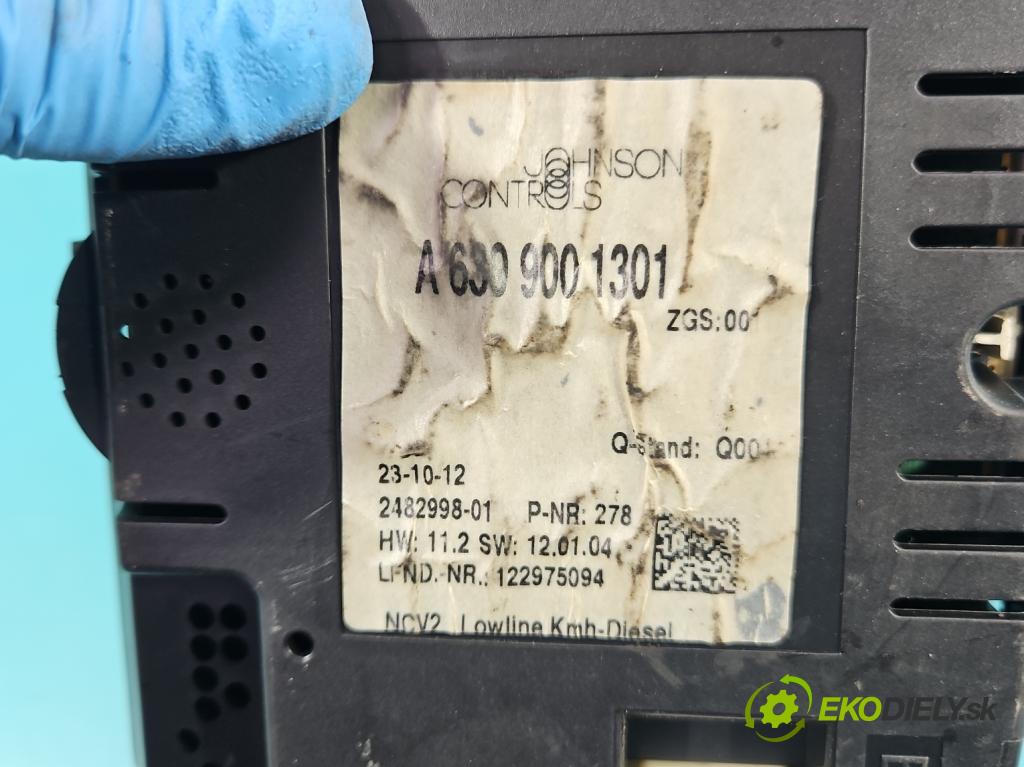 JOHNSON
CONTROLS
A 639 900 1301
ZGS: 00
Q-Stand: Q00
23-10-12
2482998-01 P-NR: 278
HW: 11.2 SW: 12.01.04
LFND.-NR.: 122975094
NCV2 Lowline Kmh-Diesel
EKODIELY.sk